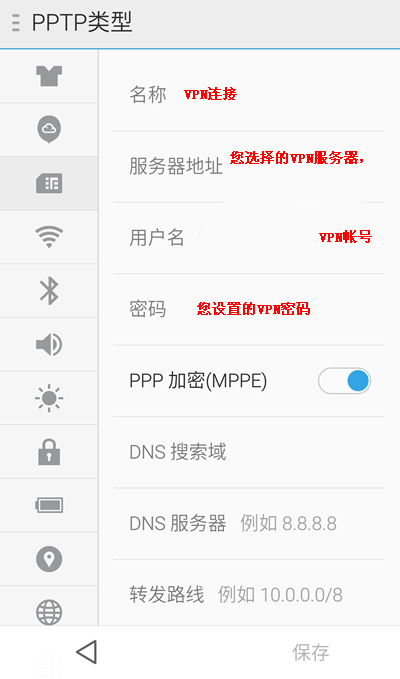 PPTP类型
名称 VPN连接
服务器地址 您选择的VPN服务器，
用户名 VPN帐号
密码 您设置的VPN密码
PPP 加密(MPPE)
DNS 搜索域
DNS 服务器 例如 8.8.8.8
转发路线 例如 10.0.0.0/8
保存